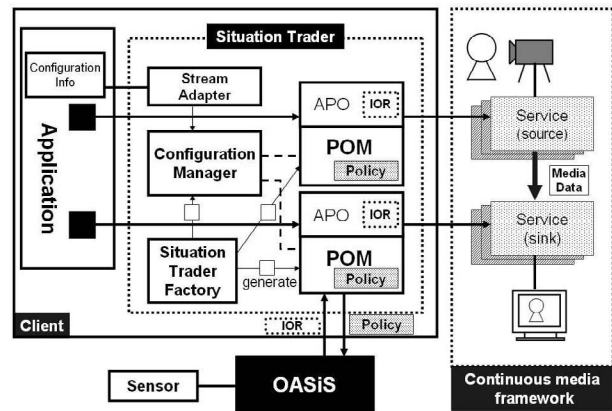 Situation Trader
Configuration
Info
Application
Stream
Adapter
Configuration
Manager
Situation
Trader
Factory
generate
APO
IOR
POM
Policy
APO
IOR
POM
Policy
Service
(source)
Media
Data
Service
(sink)
Client
IOR
Policy
Sensor
OASiS
Continuous media
framework